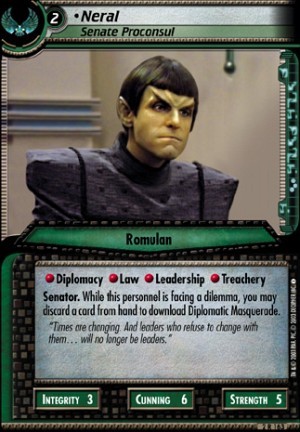 2
•Neral
Senate Proconsul
Romulan
•Diplomacy •Law •Leadership •Treachery
Senator. While this personnel is facing a dilemma, you may
discard a card from hand to download Diplomatic Masquerade.
"Times are changing. And leaders who refuse to change with
them... will no longer be leaders."
INTEGRITY 3 CUNNING 6 STRENGTH 5